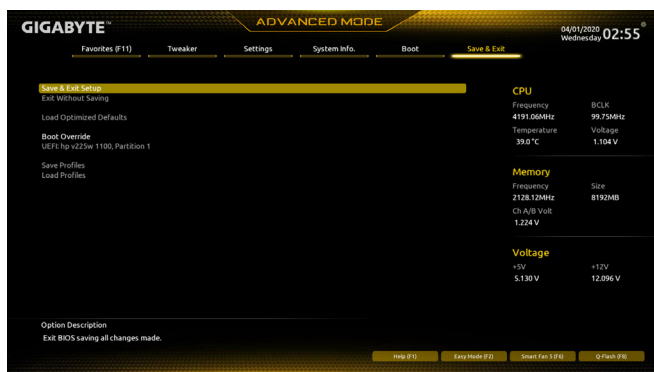 GIGABYTE™
ADVANCED MODE
04/01/2020
Wednesday 02:55
Favorites (F11) Tweaker Settings System Info. Boot Save & Exit
Save & Exit Setup
Exit Without Saving
Load Optimized Defaults
Boot Override
UEFI: hp v225w 1100, Partition 1
Save Profiles
Load Profiles
CPU
Frequency BCLK
4191.06MHz 99.75MHz
Temperature Voltage
39.0 °C 1.104 V
Memory
Frequency Size
2128.12MHz 8192MB
Ch A/B Volt
1.224 V
Voltage
+5V +12V
5.130 V 12.096 V
Option Description
Exit BIOS saving all changes made.
Help (F1) Easy Mode (F2) Smart Fan 5 (F6) Q-Flash (F8)